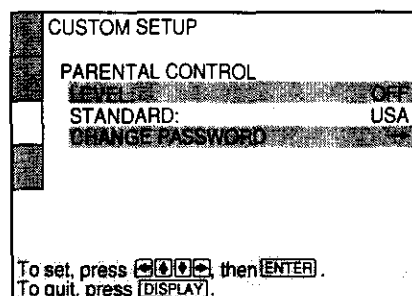 CUSTOM SETUP
PARENTAL CONTROL
LEVEL: OFF
STANDARD: USA
CHANGE PASSWORD →
To set, press ←↑↓→, then ENTER.
To quit, press DISPLAY.